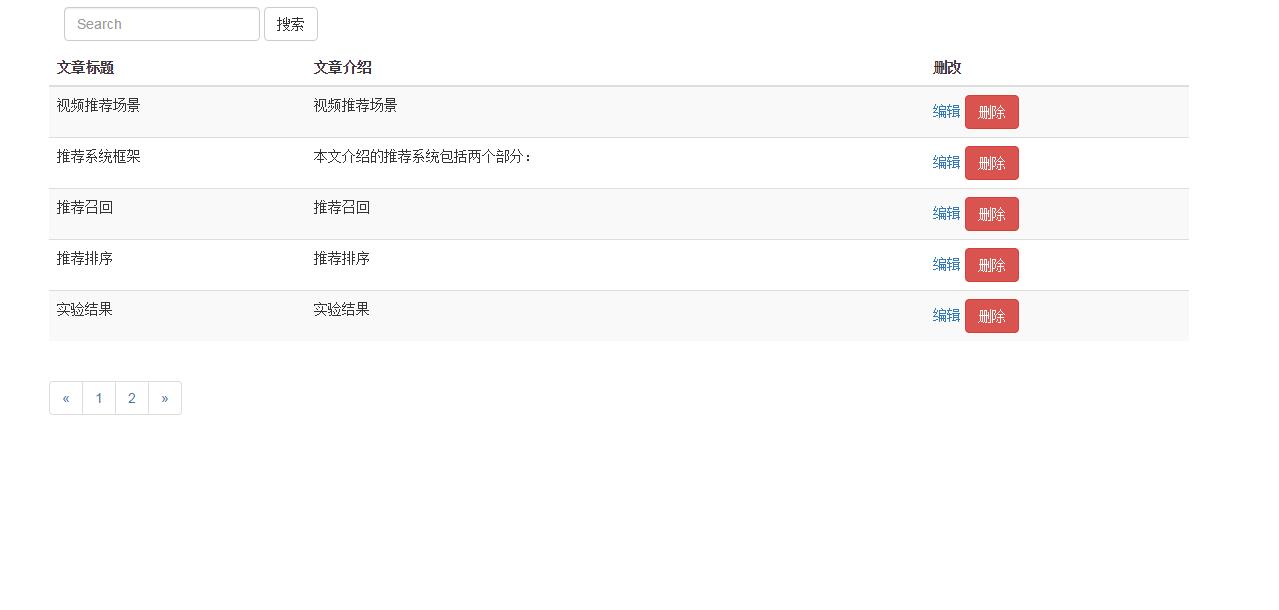 Search 搜索
文章标题 文章介绍 删改
视频推荐场景 视频推荐场景 编辑 删除
推荐系统框架 本文介绍的推荐系统包括两个部分： 编辑 删除
推荐召回 推荐召回 编辑 删除
推荐排序 推荐排序 编辑 删除
实验结果 实验结果 编辑 删除
« 1 2 »